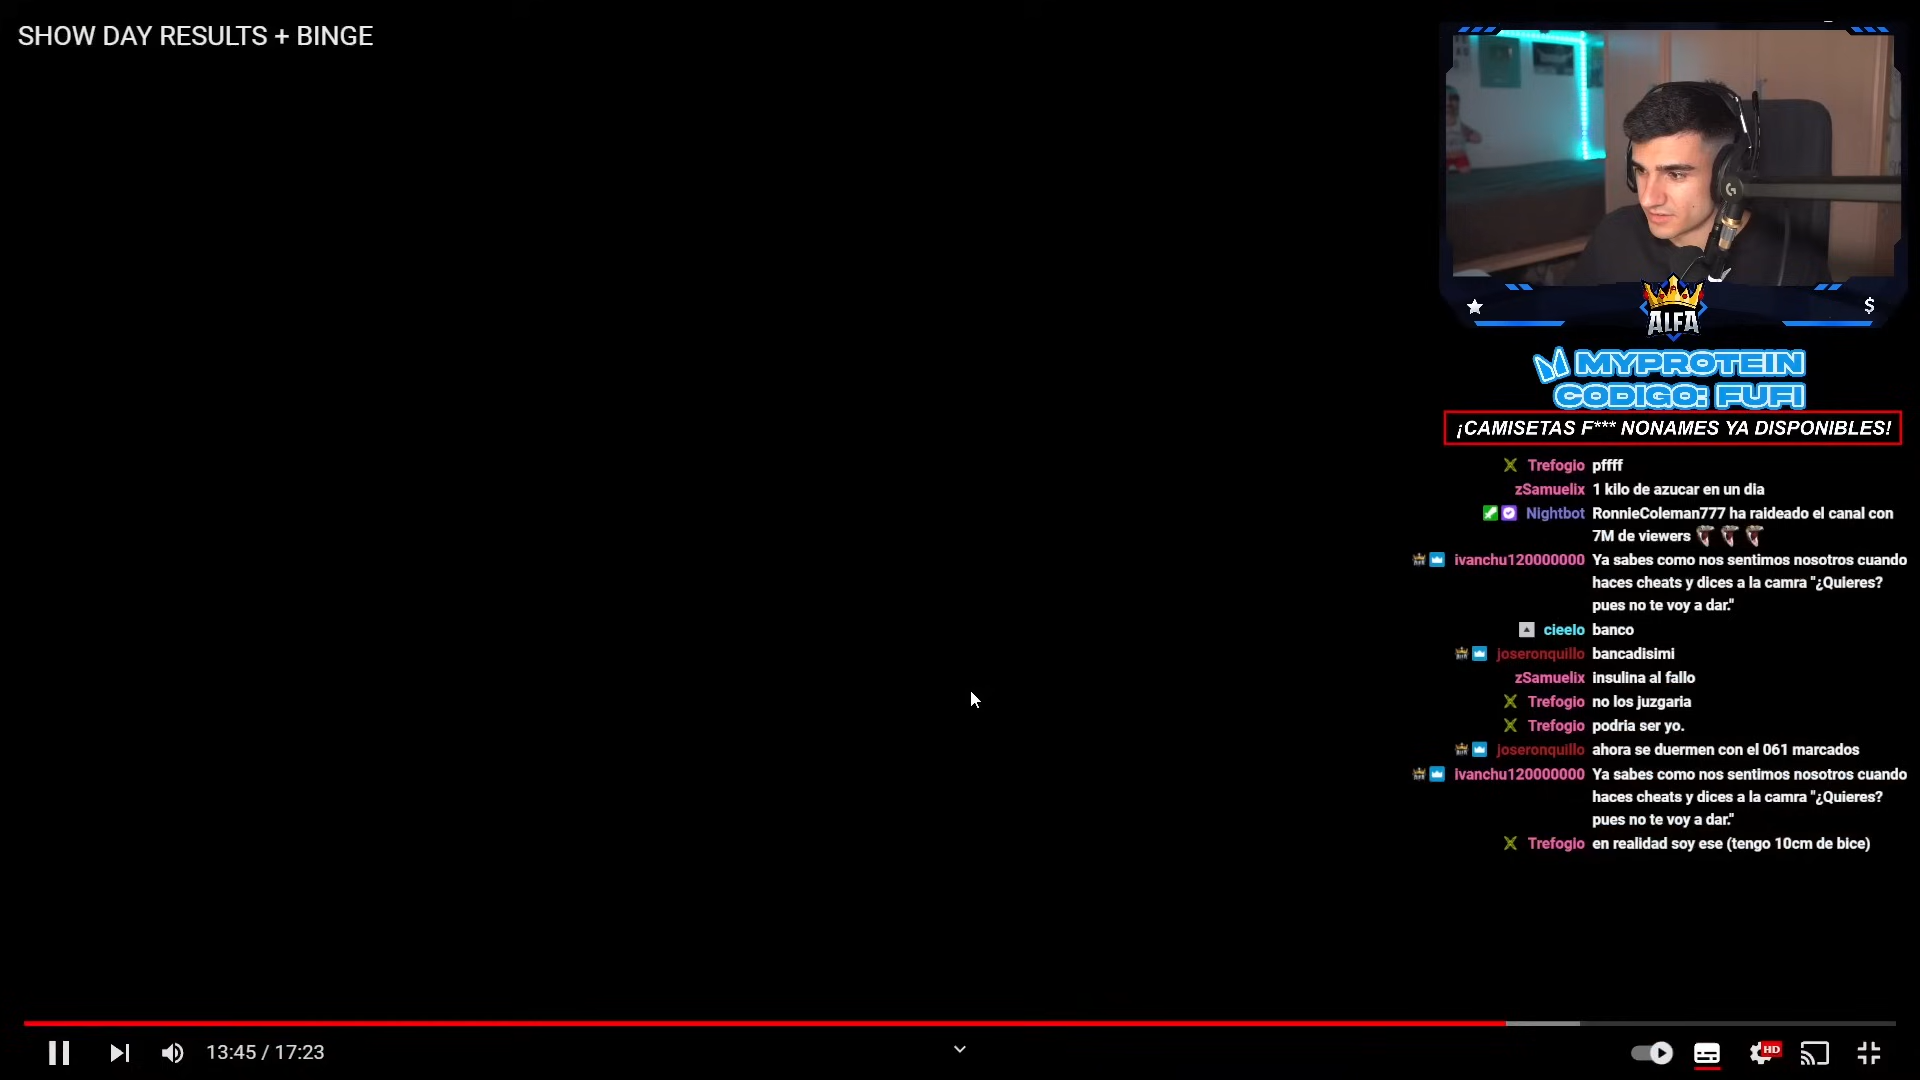 SHOW DAY RESULTS + BINGE
ALFA
$
MYPROTEIN
CODIGO: FUFI
¡CAMISETAS F*** NONAMES YA DISPONIBLES!
Trefogio pffff
zSamuelix 1 kilo de azucar en un dia
Nightbot RonnieColeman777 ha raideado el canal con
7M de viewers
ivanchu120000000 Ya sabes como nos sentimos nosotros cuando
haces cheats y dices a la camra "¿Quieres?
pues no te voy a dar."
cieelo banco
joseronquillo bancadisimi
zSamuelix insulina al fallo
Trefogio no los juzgaria
Trefogio podria ser yo.
joseronquillo ahora se duermen con el 061 marcados
ivanchu120000000 Ya sabes como nos sentimos nosotros cuando
haces cheats y dices a la camra "¿Quieres?
pues no te voy a dar."
Trefogio en realidad soy ese (tengo 10cm de bice)
13:45 / 17:23
HD